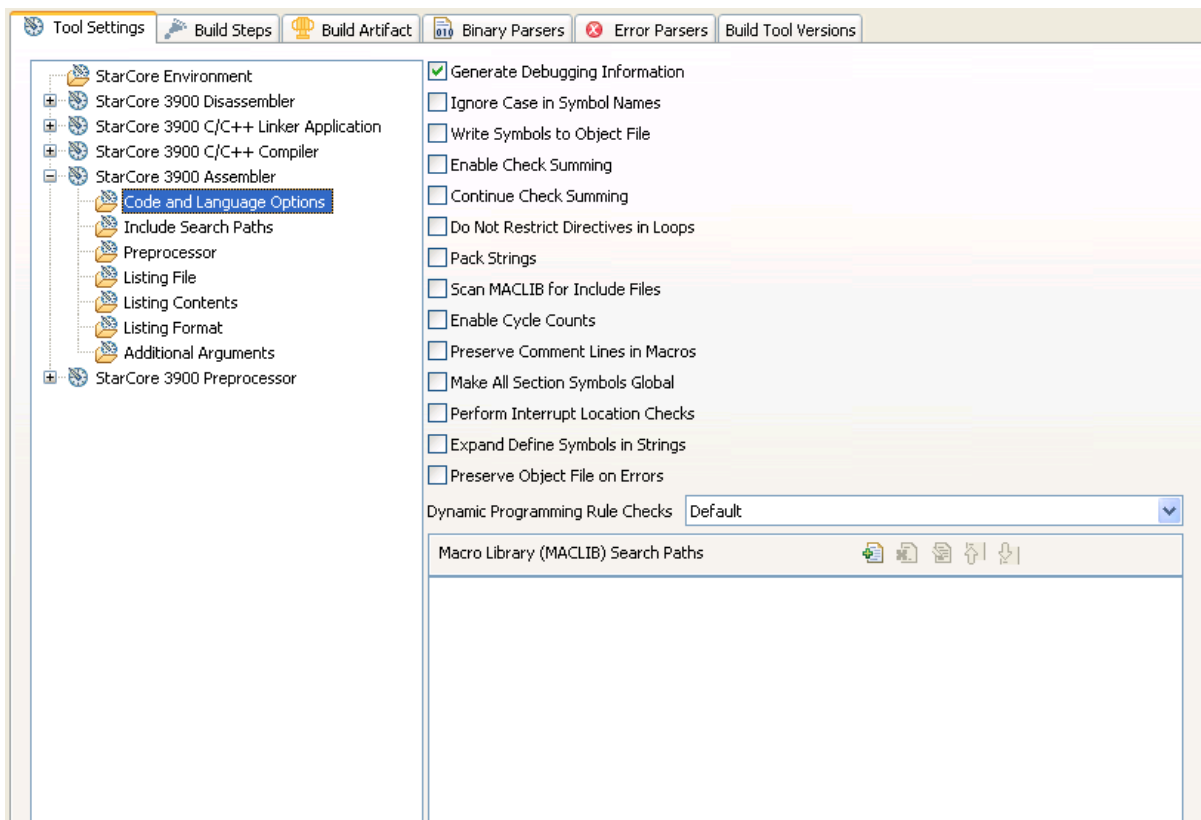 Tool Settings Build Steps Build Artifact Binary Parsers Error Parsers Build Tool Versions
StarCore Environment
StarCore 3900 Disassembler
StarCore 3900 C/C++ Linker Application
StarCore 3900 C/C++ Compiler
StarCore 3900 Assembler
Code and Language Options
Include Search Paths
Preprocessor
Listing File
Listing Contents
Listing Format
Additional Arguments
StarCore 3900 Preprocessor
Generate Debugging Information
Ignore Case in Symbol Names
Write Symbols to Object File
Enable Check Summing
Continue Check Summing
Do Not Restrict Directives in Loops
Pack Strings
Scan MACLIB for Include Files
Enable Cycle Counts
Preserve Comment Lines in Macros
Make All Section Symbols Global
Perform Interrupt Location Checks
Expand Define Symbols in Strings
Preserve Object File on Errors
Dynamic Programming Rule Checks Default
Macro Library (MACLIB) Search Paths